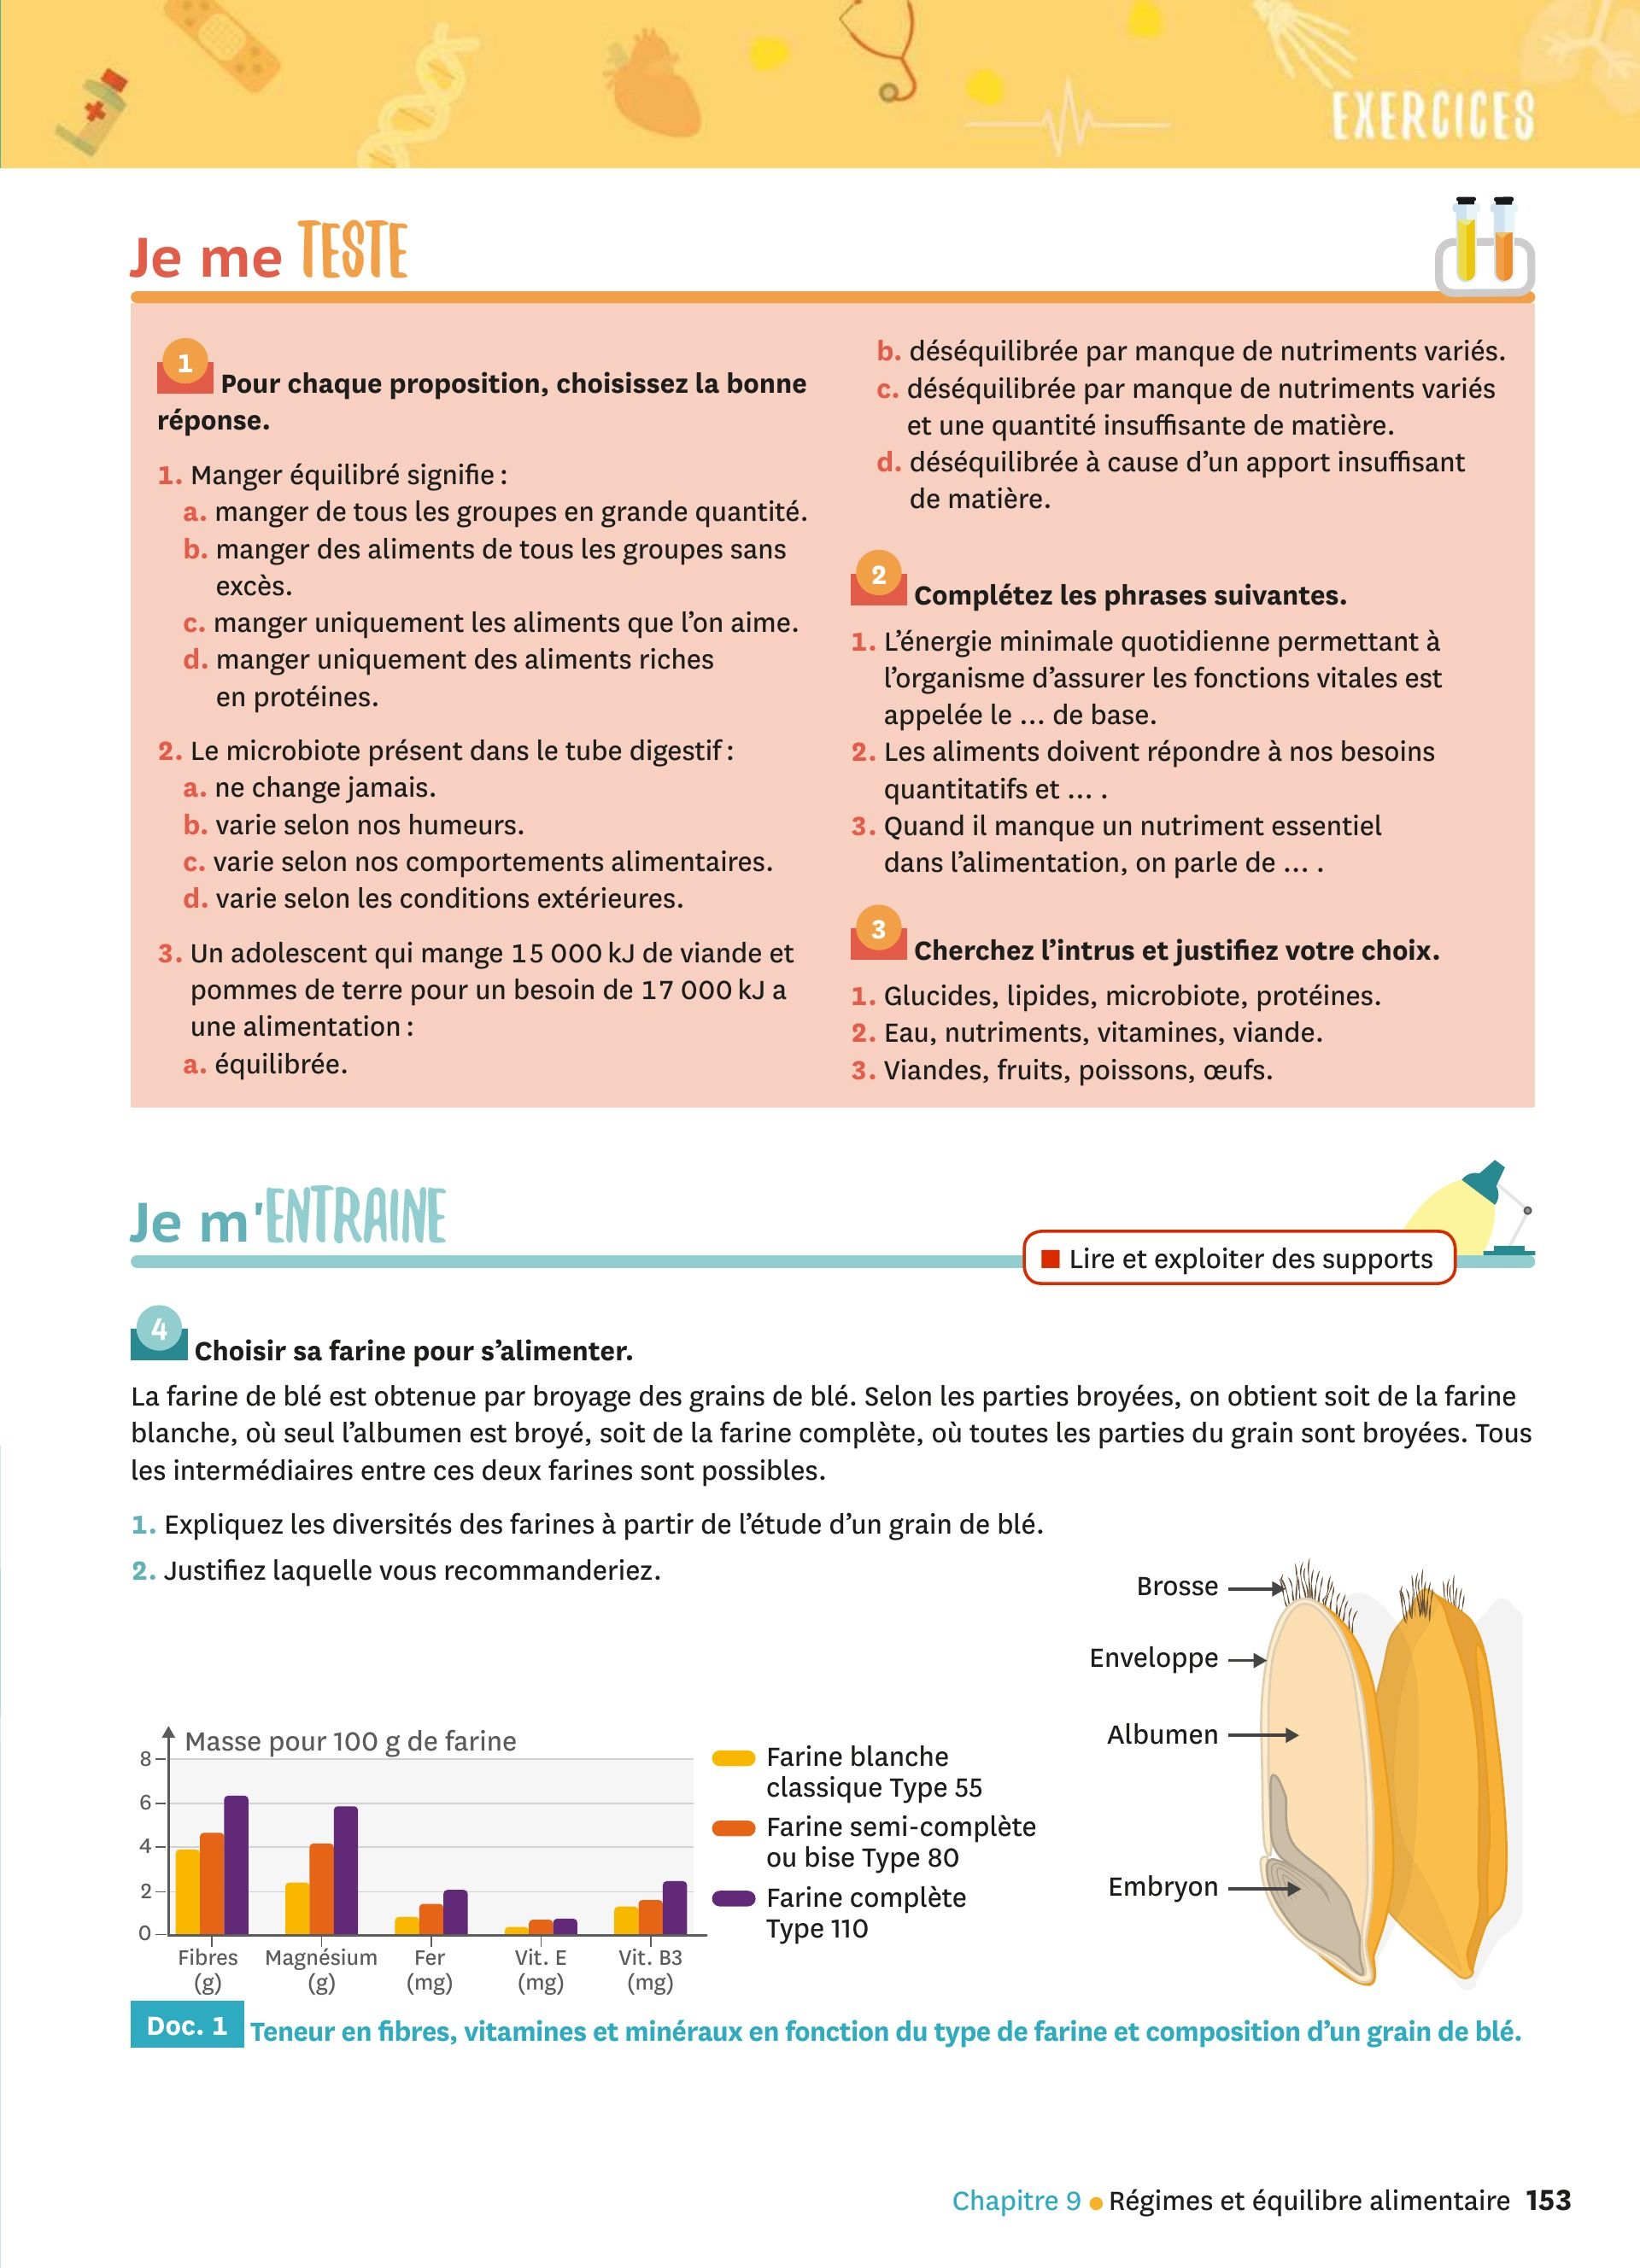 EXERCICES
Je me TESTE
1 Pour chaque proposition, choisissez la bonne
réponse.
1. Manger équilibré signifie :
a. manger de tous les groupes en grande quantité.
b. manger des aliments de tous les groupes sans
excès.
c. manger uniquement les aliments que l'on aime.
d. manger uniquement des aliments riches
en protéines.
2. Le microbiote présent dans le tube digestif :
a. ne change jamais.
b. varie selon nos humeurs.
c. varie selon nos comportements alimentaires.
d. varie selon les conditions extérieures.
3. Un adolescent qui mange 15 000 kJ de viande et
pommes de terre pour un besoin de 17 000 kJ a
une alimentation :
a. équilibrée.
b. déséquilibrée par manque de nutriments variés.
c. déséquilibrée par manque de nutriments variés
et une quantité insuffisante de matière.
d. déséquilibrée à cause d'un apport insuffisant
de matière.
2 Complétez les phrases suivantes.
1. L'énergie minimale quotidienne permettant à
l'organisme d'assurer les fonctions vitales est
appelée le ... de base.
2. Les aliments doivent répondre à nos besoins
quantitatifs et ... .
3. Quand il manque un nutriment essentiel
dans l'alimentation, on parle de ... .
3 Cherchez l'intrus et justifiez votre choix.
1. Glucides, lipides, microbiote, protéines.
2. Eau, nutriments, vitamines, viande.
3. Viandes, fruits, poissons, œufs.
Je m'ENTRAINE
Lire et exploiter des supports
4 Choisir sa farine pour s'alimenter.
La farine de blé est obtenue par broyage des grains de blé. Selon les parties broyées, on obtient soit de la farine
blanche, où seul l'albumen est broyé, soit de la farine complète, où toutes les parties du grain sont broyées. Tous
les intermédiaires entre ces deux farines sont possibles.
1. Expliquez les diversités des farines à partir de l'étude d'un grain de blé.
2. Justifiez laquelle vous recommanderiez.
Masse pour 100 g de farine
8
6
4
2
0
Fibres
(g)
Magnésium
(g)
Fer
(mg)
Vit. E
(mg)
Vit. B3
(mg)
Farine blanche
classique Type 55
Farine semi-complète
ou bise Type 80
Farine complète
Type 110
Brosse
Enveloppe
Albumen
Embryon
Doc. 1 Teneur en fibres, vitamines et minéraux en fonction du type de farine et composition d'un grain de blé.
Chapitre 9 ● Régimes et équilibre alimentaire 153